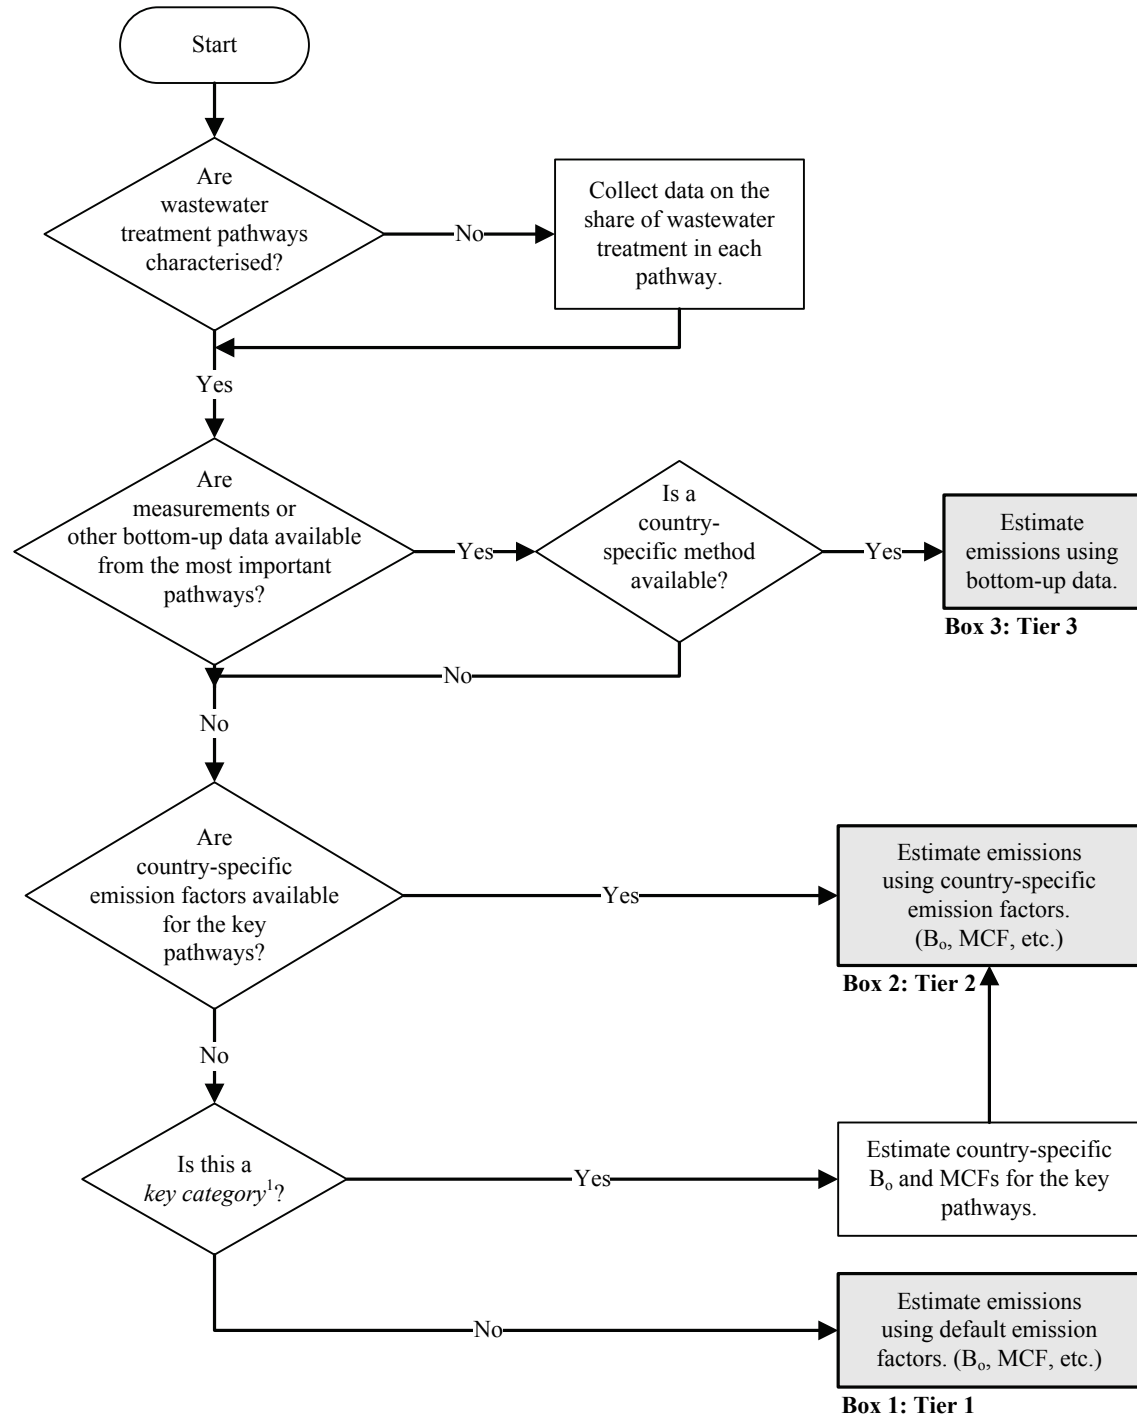 Start
Are
wastewater
treatment pathways
characterised?
No
Collect data on the
share of wastewater
treatment in each
pathway.
Yes
Are
measurements or
other bottom-up data available
from the most important
pathways?
Yes
Is a
country-
specific method
available?
Yes
Estimate
emissions using
bottom-up data.
Box 3: Tier 3
No
No
Are
country-specific
emission factors available
for the key
pathways?
Yes
Estimate emissions
using country-specific
emission factors.
(Bₒ, MCF, etc.)
Box 2: Tier 2
No
Is this a
key category¹?
Yes
Estimate country-specific
Bₒ and MCFs for the key
pathways.
No
Estimate emissions
using default emission
factors. (Bₒ, MCF, etc.)
Box 1: Tier 1